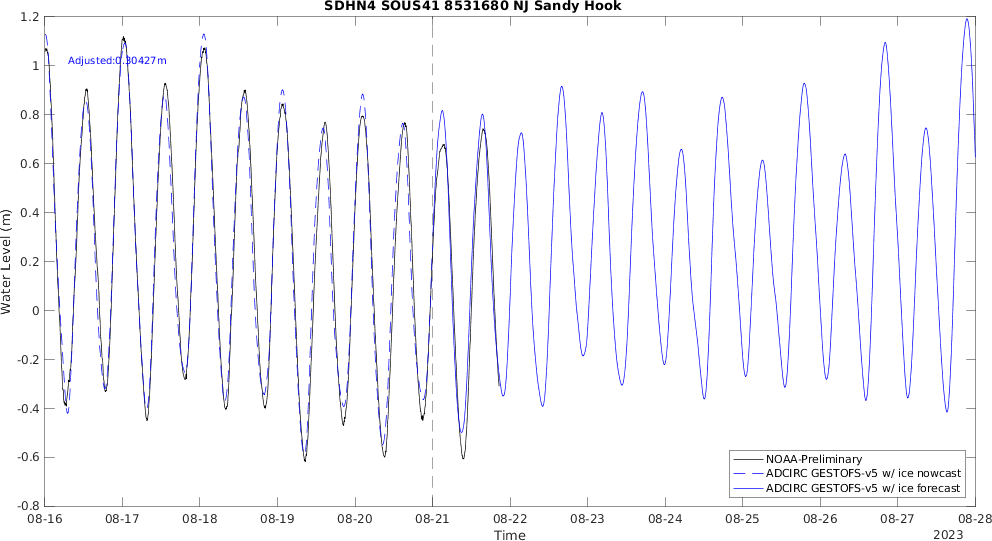 SDHN4 SOUS41 8531680 NJ Sandy Hook
Adjusted:0.30427m
Water Level (m)
1.2
1
0.8
0.6
0.4
0.2
0
-0.2
-0.4
-0.6
-0.8
NOAA-Preliminary
ADCIRC GESTOFS-v5 w/ ice nowcast
ADCIRC GESTOFS-v5 w/ ice forecast
08-16 08-17 08-18 08-19 08-20 08-21 08-22 08-23 08-24 08-25 08-26 08-27 08-28
Time
2023